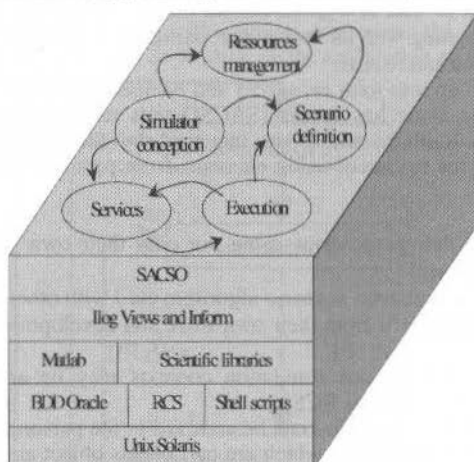 Ressources
management
Simulator
conception
Scenario
definition
Services
Execution
SACSO
Ilog Views and Inform
Matlab
Scientific libraries
BDD Oracle
RCS
Shell scripts
Unix Solaris